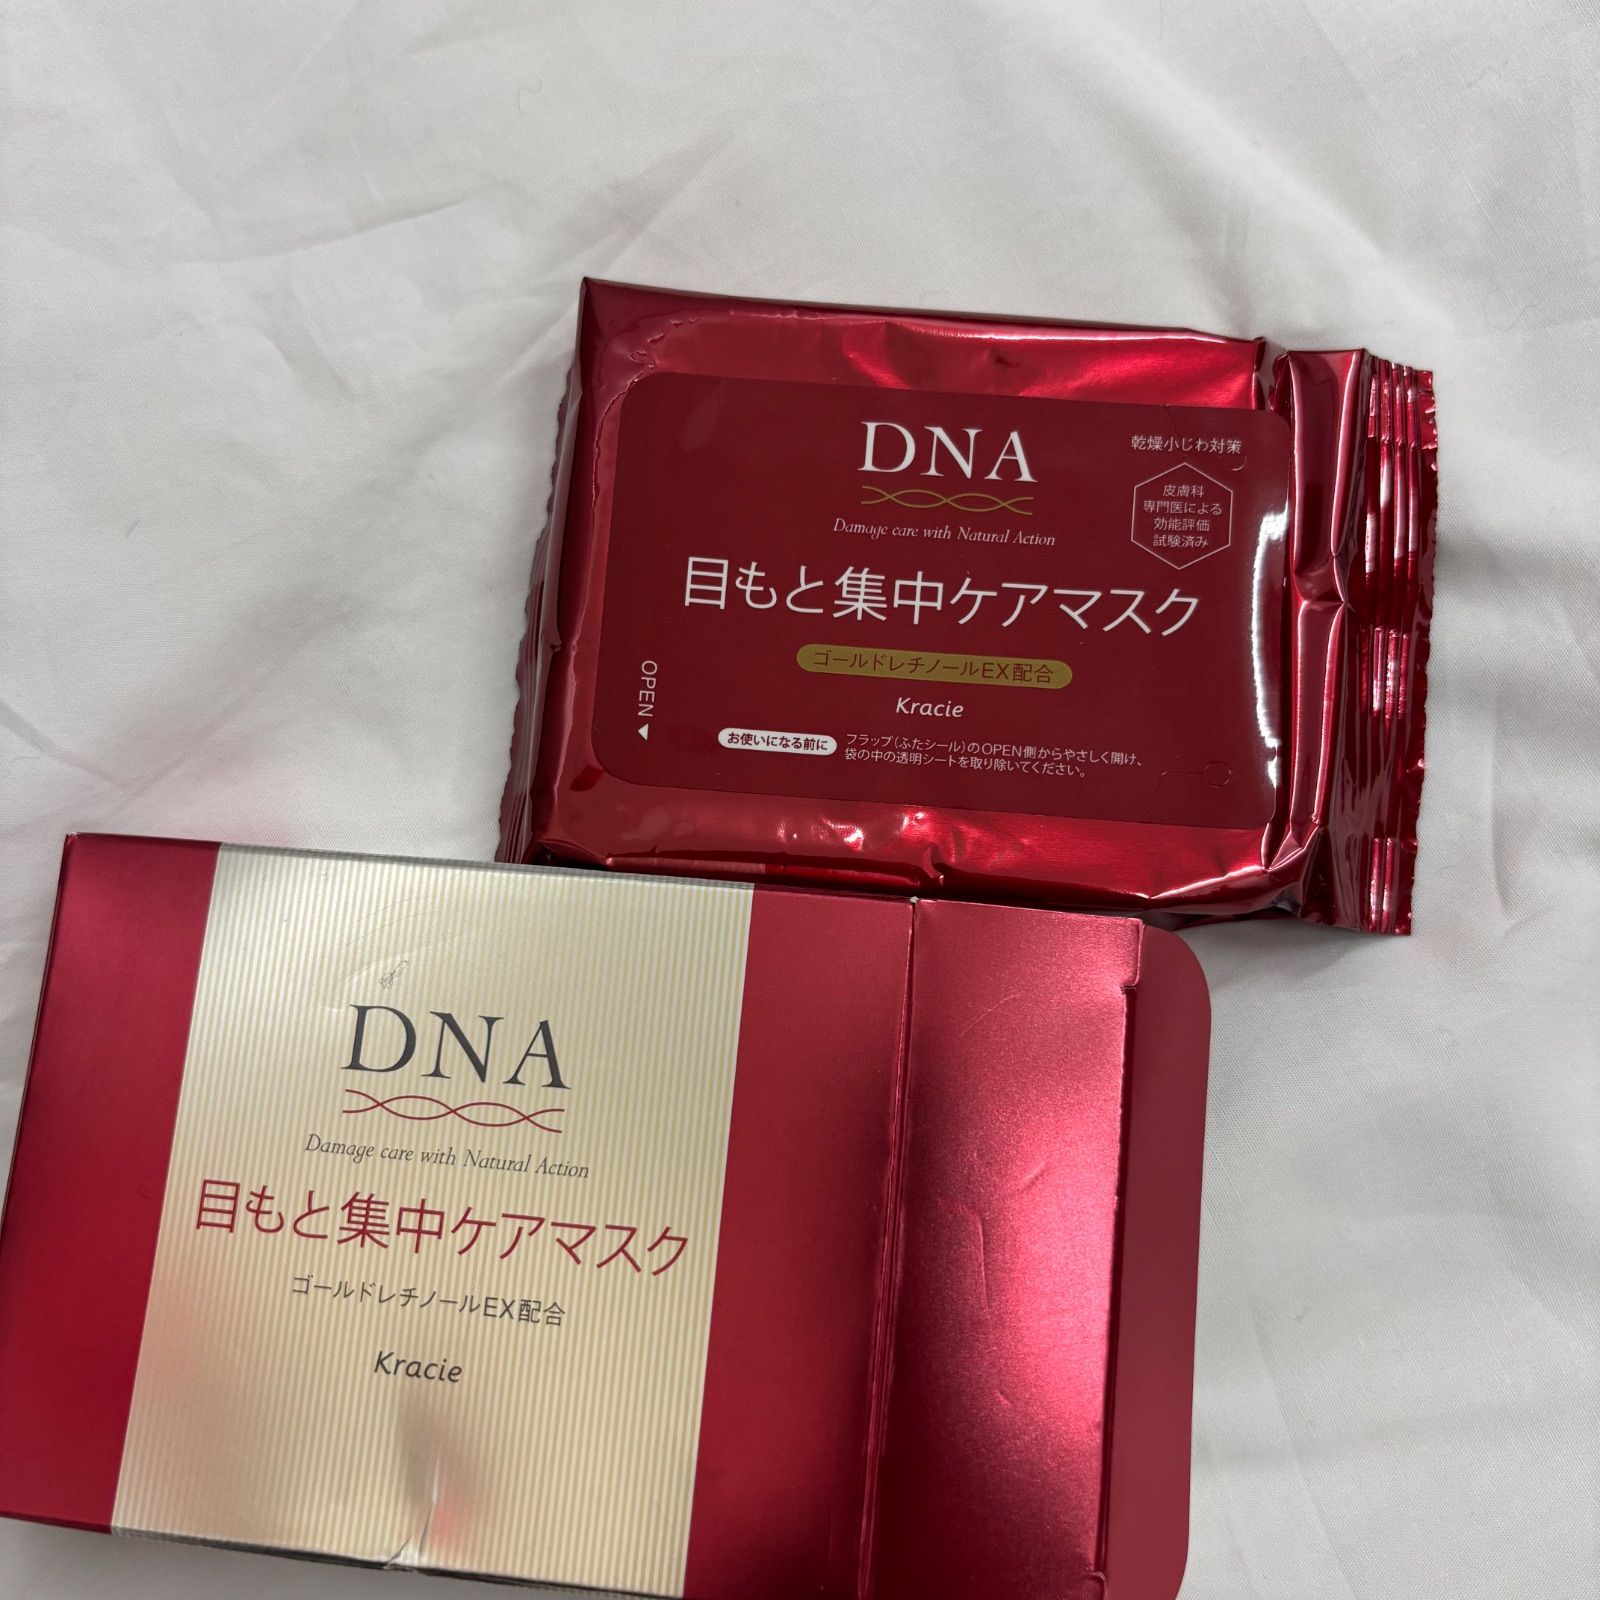 DNA
Damage care with Natural Action
乾燥小じわ対策
皮膚科
専門医による
効能評価
試験済み
目もと集中ケアマスク
ゴールドレチノールEX配合
Kracie
OPEN▼
お使いになる前に
フラップ(ふたシール)のOPEN側からやさしく開け、
袋の中の透明シートを取り除いてください。
DNA
Damage care with Natural Action
目もと集中ケアマスク
ゴールドレチノールEX配合
Kracie